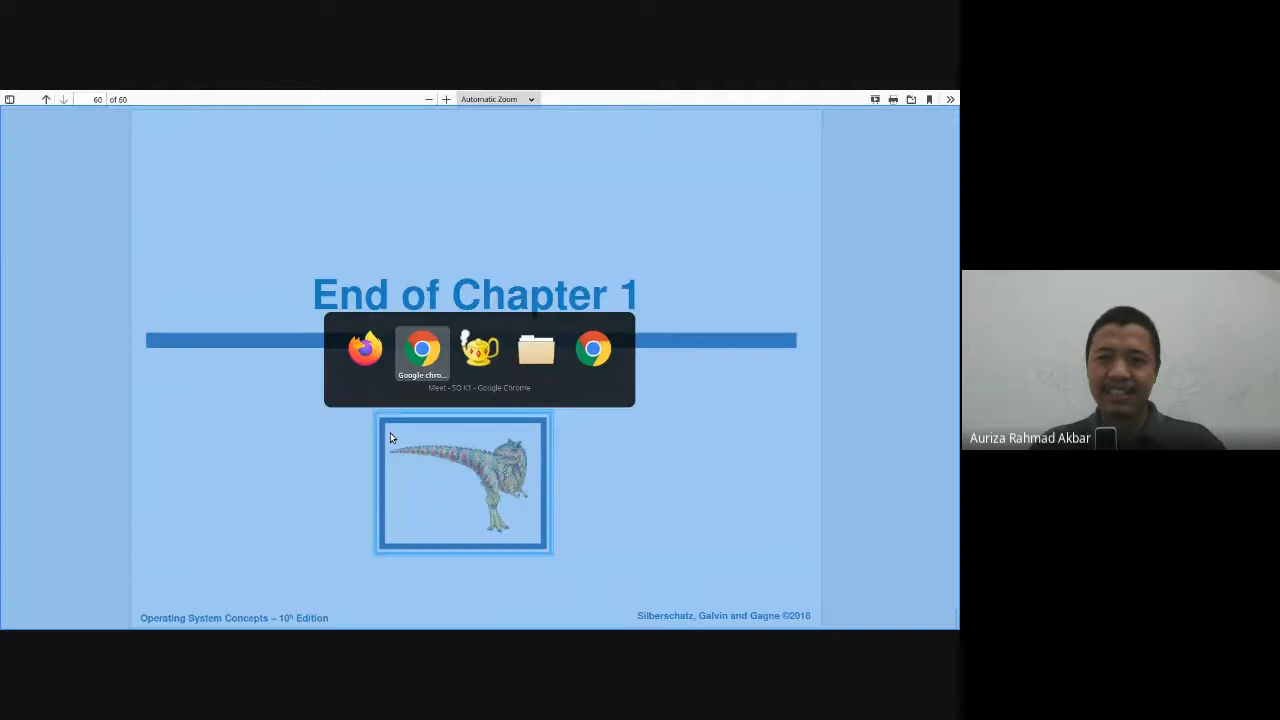 60 of 60
Automatic Zoom
End of Chapter 1
Google chro...
Meet - SO K1 - Google Chrome
Auriza Rahmad Akbar
Operating System Concepts – 10th Edition
Silberschatz, Galvin and Gagne ©2018